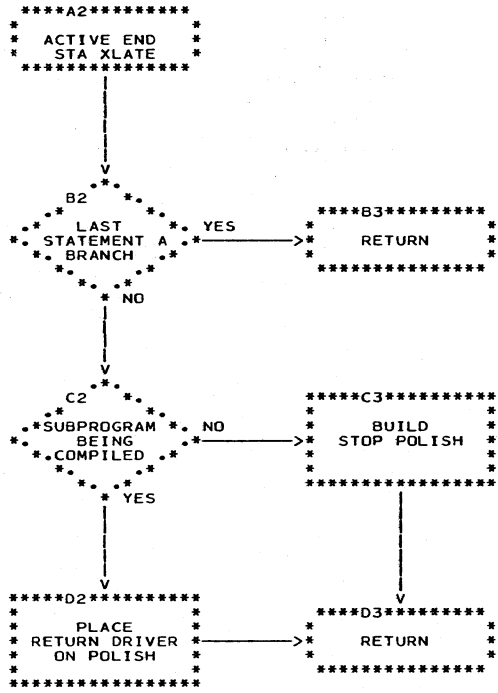 A2
ACTIVE END
STA XLATE
B2
LAST
STATEMENT A
BRANCH
YES
NO
B3
RETURN
C2
SUBPROGRAM
BEING
COMPILED
NO
YES
C3
BUILD
STOP POLISH
D2
PLACE
RETURN DRIVER
ON POLISH
D3
RETURN